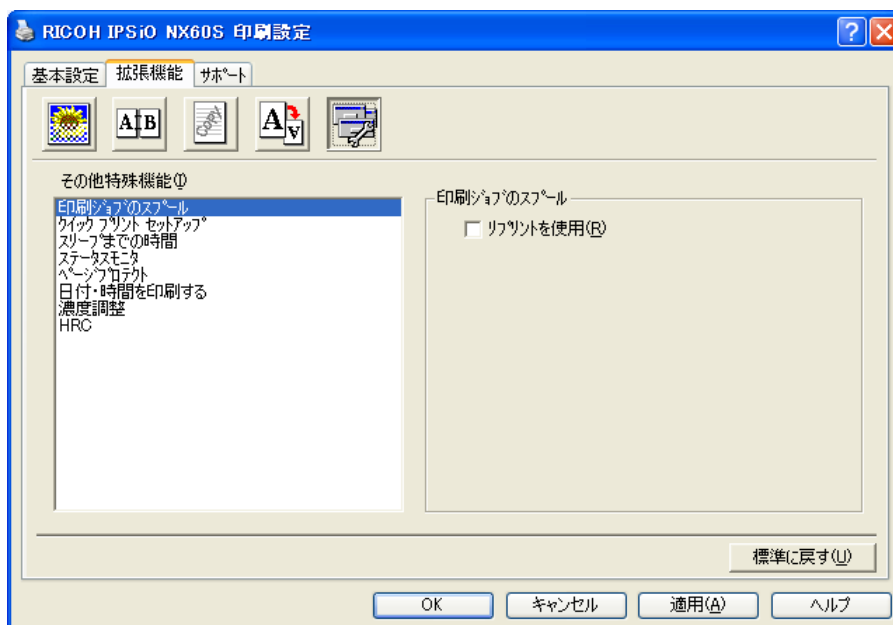 RICOH IPSiO NX60S 印刷設定
基本設定 拡張機能 ｻﾎﾟｰﾄ
A B
copy
A A
その他特殊機能(I)
印刷ｼﾞｮﾌﾞのｽﾌﾟｰﾙ
ｸｲｯｸ ﾌﾟﾘﾝﾄ ｾｯﾄｱｯﾌﾟ
ｽﾘｰﾌﾟまでの時間
ｽﾃｰﾀｽﾓﾆﾀ
ﾍﾟｰｼﾞﾌﾟﾛﾃｸﾄ
日付・時間を印刷する
濃度調整
HRC
印刷ｼﾞｮﾌﾞのｽﾌﾟｰﾙ
ﾘﾌﾟﾘﾝﾄを使用(R)
標準に戻す(U)
OK ｷｬﾝｾﾙ 適用(A) ﾍﾙﾌﾟ